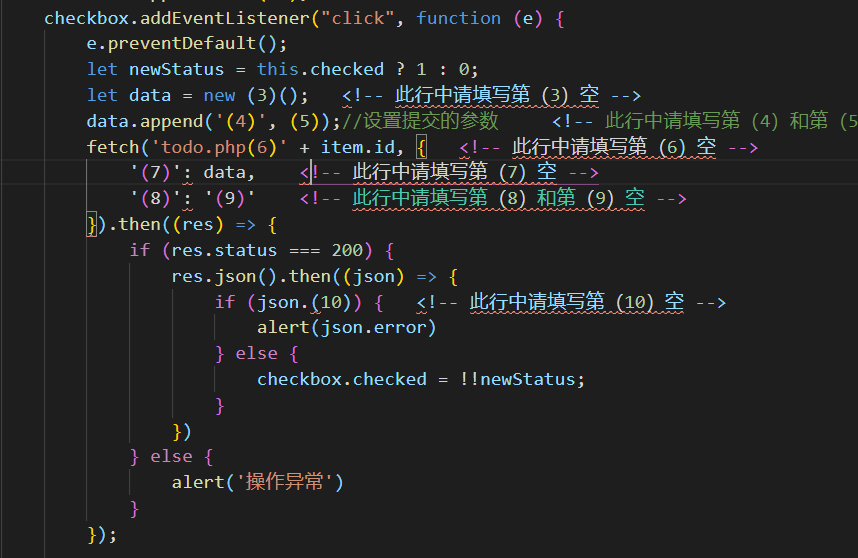 checkbox.addEventListener("click", function (e) {
e.preventDefault();
let newStatus = this.checked ? 1 : 0;
let data = new (3)(); <!-- 此行中请填写第 (3) 空 -->
data.append('(4)', (5));//设置提交的参数 <!-- 此行中请填写第 (4) 和第 (5
fetch('todo.php(6)' + item.id, { <!-- 此行中请填写第 (6) 空 -->
'(7)': data, <!-- 此行中请填写第 (7) 空 -->
'(8)': '(9)' <!-- 此行中请填写第 (8) 和第 (9) 空 -->
}).then((res) => {
if (res.status === 200) {
res.json().then((json) => {
if (json.(10)) { <!-- 此行中请填写第 (10) 空 -->
alert(json.error)
} else {
checkbox.checked = !!newStatus;
}
})
} else {
alert('操作异常')
}
});